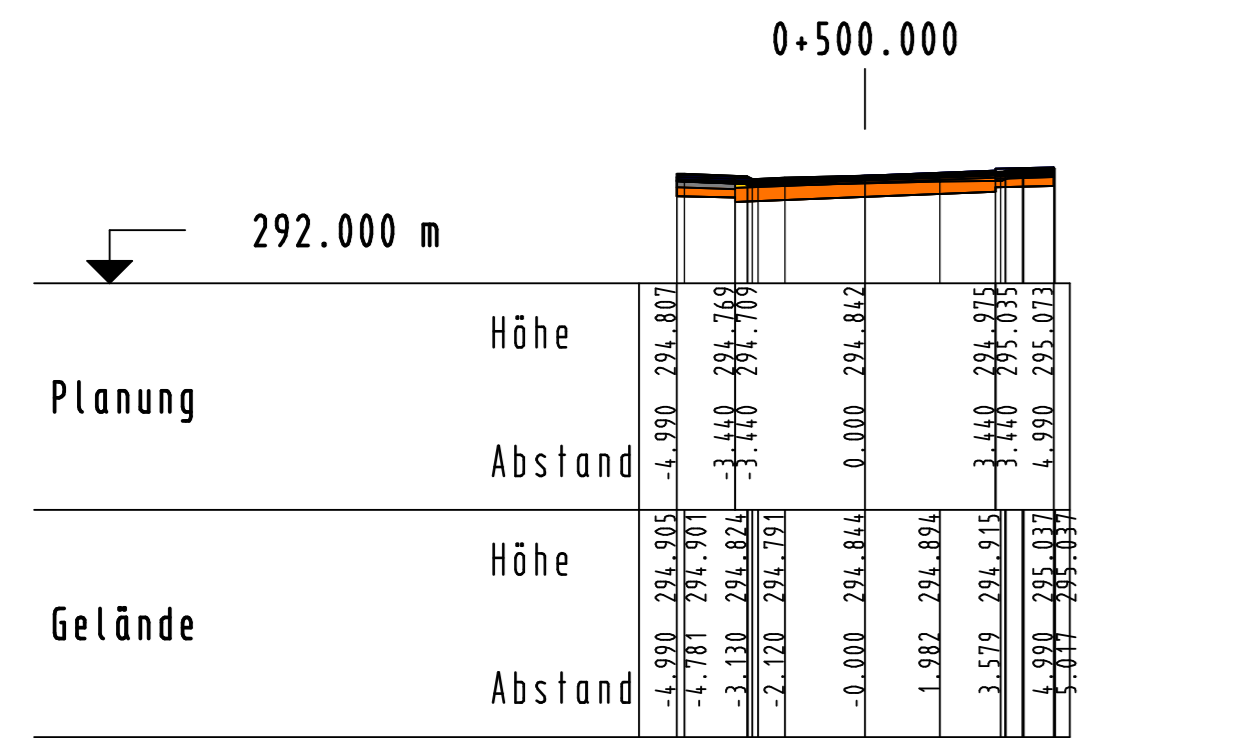 0+500.000
292.000 m
Planung
Höhe
294.807 294.769 294.709 294.842 294.975 295.035 295.073
Abstand
-4.990 -3.440 -3.440 0.000 3.440 3.440 4.990
Gelände
Höhe
294.905 294.901 294.824 294.791 294.844 294.894 294.915 295.037 295.037
Abstand
-4.990 -4.781 -3.130 -2.120 -0.000 1.982 3.579 4.990 5.017